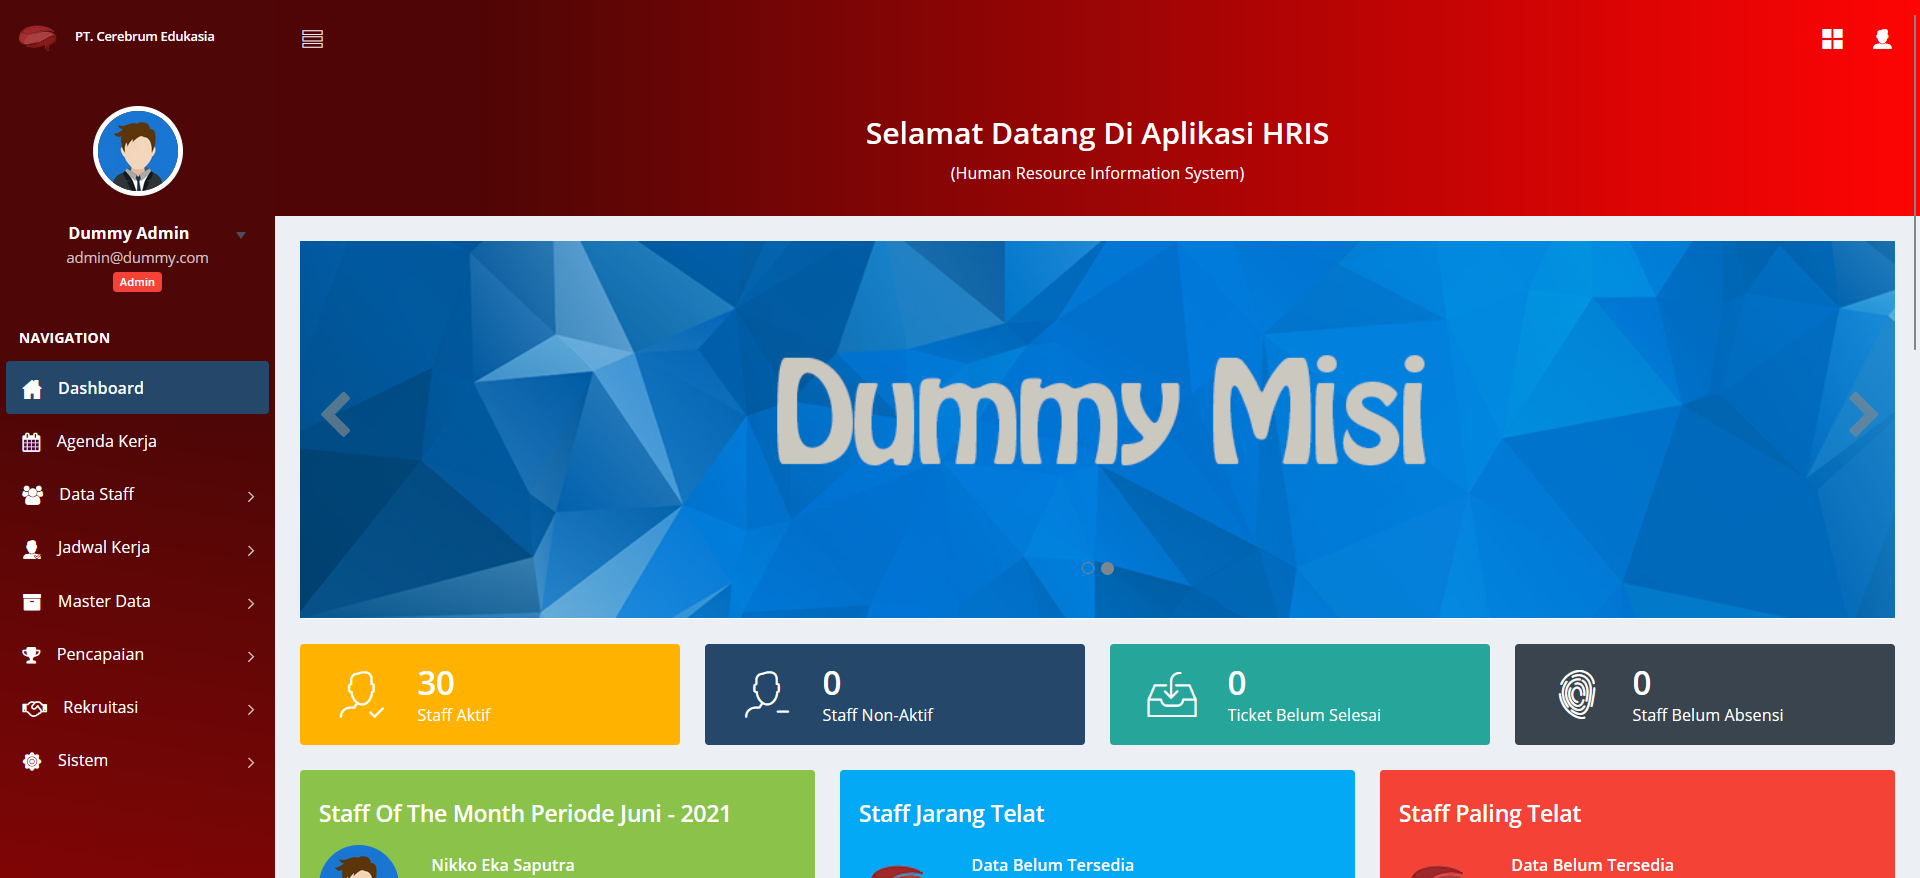 PT. Cerebrum Edukasia
Dummy Admin
admin@dummy.com
Admin
NAVIGATION
Dashboard
Agenda Kerja
Data Staff
Jadwal Kerja
Master Data
Pencapaian
Rekruitasi
Sistem
Selamat Datang Di Aplikasi HRIS
(Human Resource Information System)
Dummy Misi
30
Staff Aktif
0
Staff Non-Aktif
0
Ticket Belum Selesai
0
Staff Belum Absensi
Staff Of The Month Periode Juni - 2021
Nikko Eka Saputra
Staff Jarang Telat
Data Belum Tersedia
Staff Paling Telat
Data Belum Tersedia